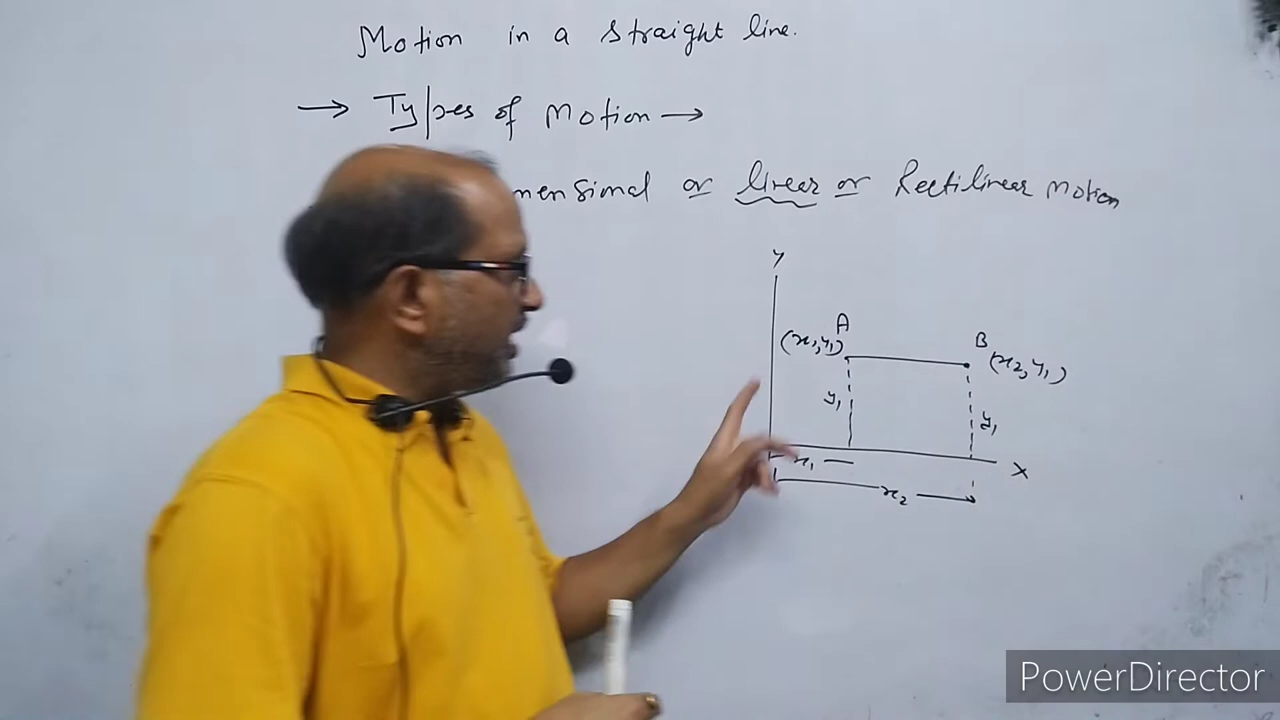 Motion in a straight line.
→ Types of Motion →
mensional or linear or Rectilinear Motion
Y
A
(x₁,y₁)
B (x₂,y₁)
y₁
y₁
x₁
X
x₂
PowerDirector